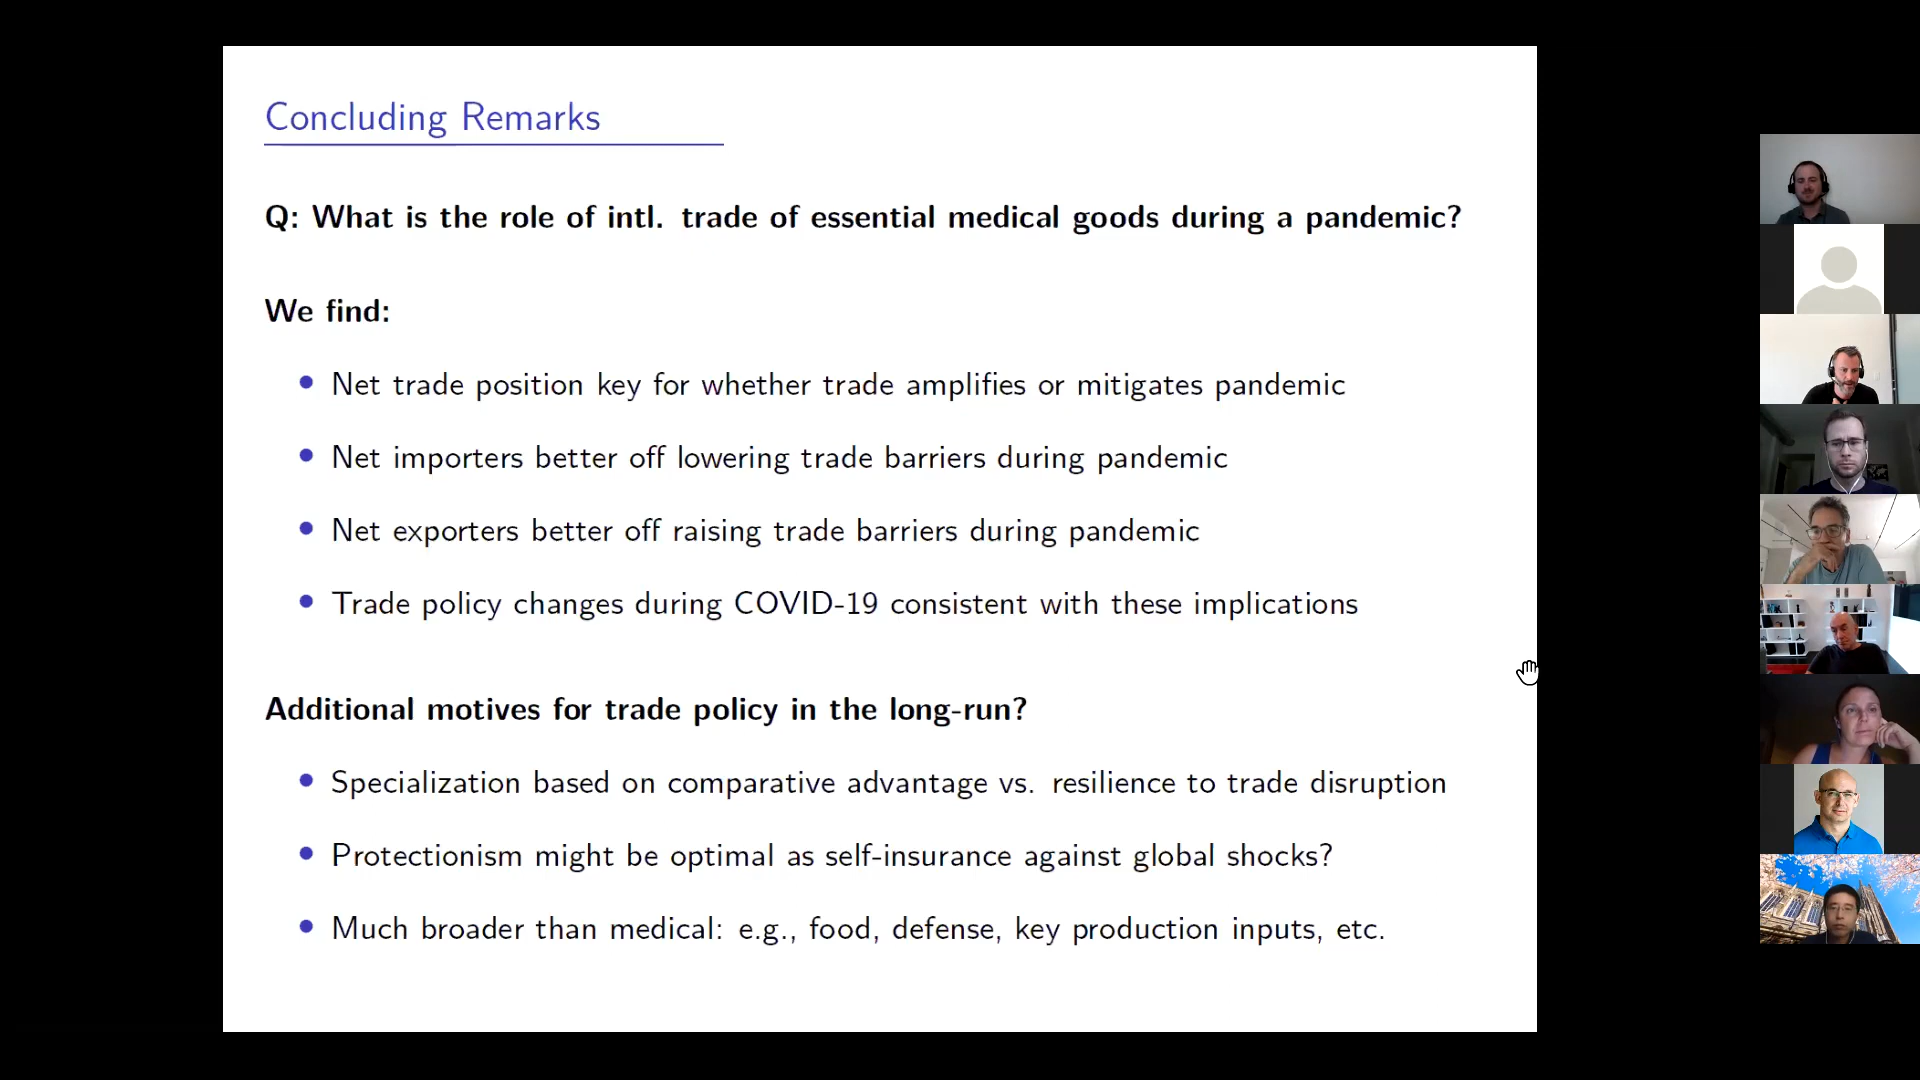 Concluding Remarks
Q: What is the role of intl. trade of essential medical goods during a pandemic?
We find:
Net trade position key for whether trade amplifies or mitigates pandemic
Net importers better off lowering trade barriers during pandemic
Net exporters better off raising trade barriers during pandemic
Trade policy changes during COVID-19 consistent with these implications
Additional motives for trade policy in the long-run?
Specialization based on comparative advantage vs. resilience to trade disruption
Protectionism might be optimal as self-insurance against global shocks?
Much broader than medical: e.g., food, defense, key production inputs, etc.